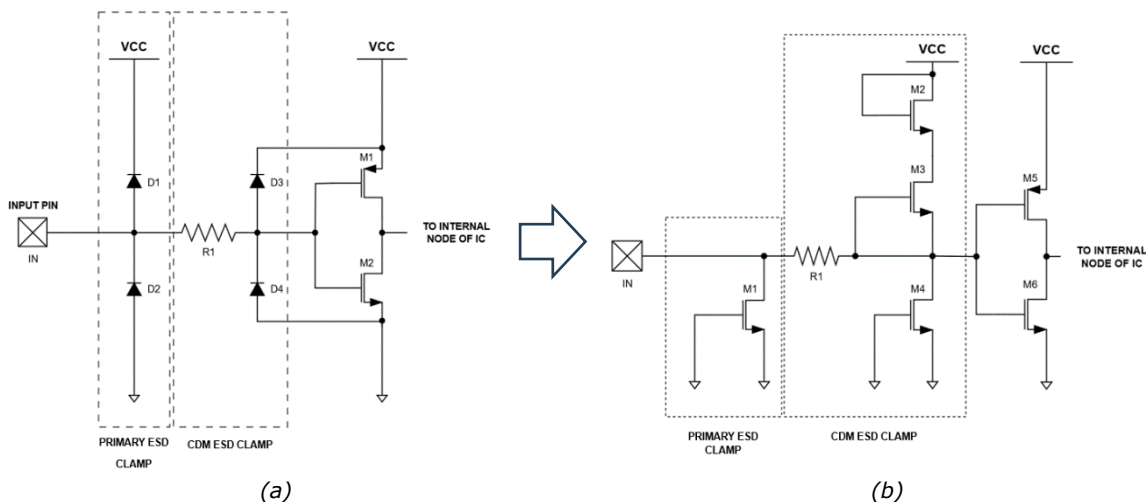 VCC
D1
D2
INPUT PIN
IN
R1
D3
D4
VCC
M1
M2
TO INTERNAL
NODE OF IC
PRIMARY ESD
CLAMP
CDM ESD CLAMP
(a)
IN
M1
R1
VCC
M2
M3
M4
VCC
M5
M6
TO INTERNAL
NODE OF IC
PRIMARY ESD
CLAMP
CDM ESD CLAMP
(b)